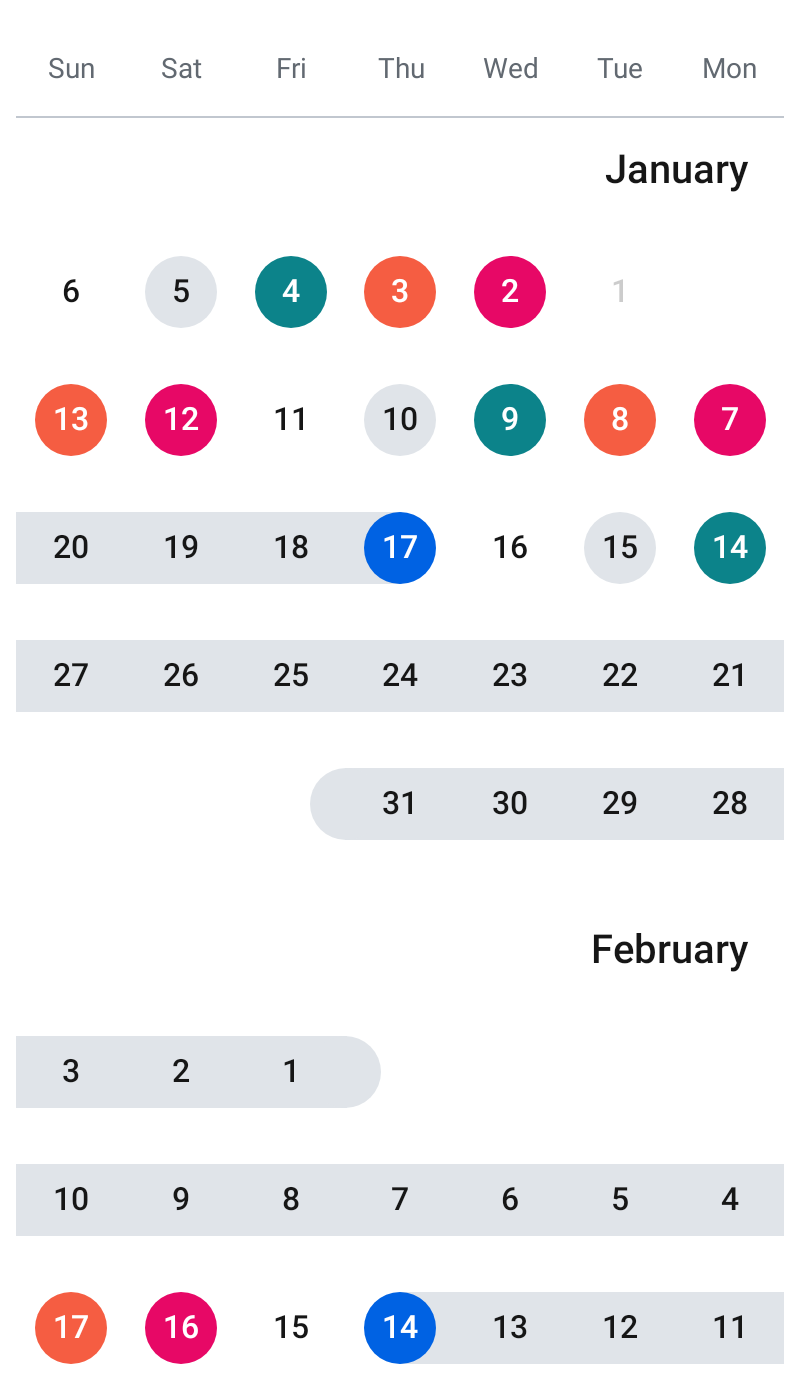 Sun Sat Fri Thu Wed Tue Mon
January
6 5 4 3 2 1
13 12 11 10 9 8 7
20 19 18 17 16 15 14
27 26 25 24 23 22 21
31 30 29 28
February
3 2 1
10 9 8 7 6 5 4
17 16 15 14 13 12 11